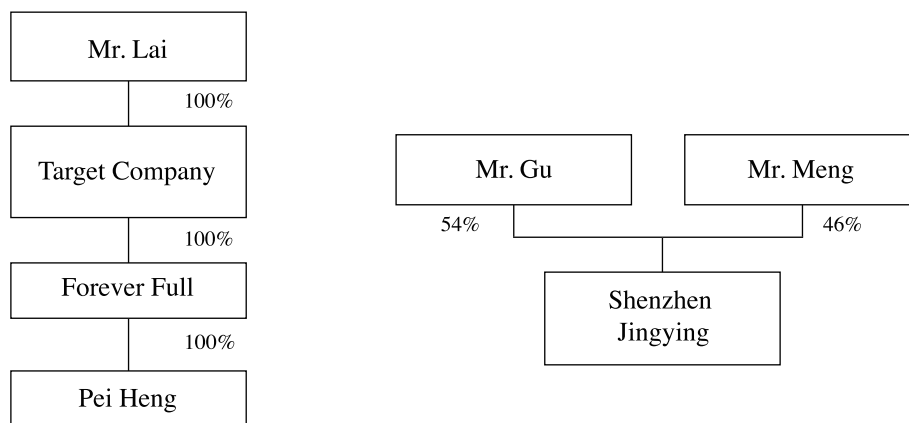 Mr. Lai
100%
Target Company
100%
Forever Full
100%
Pei Heng
Mr. Gu
Mr. Meng
54%
46%
Shenzhen
Jingying